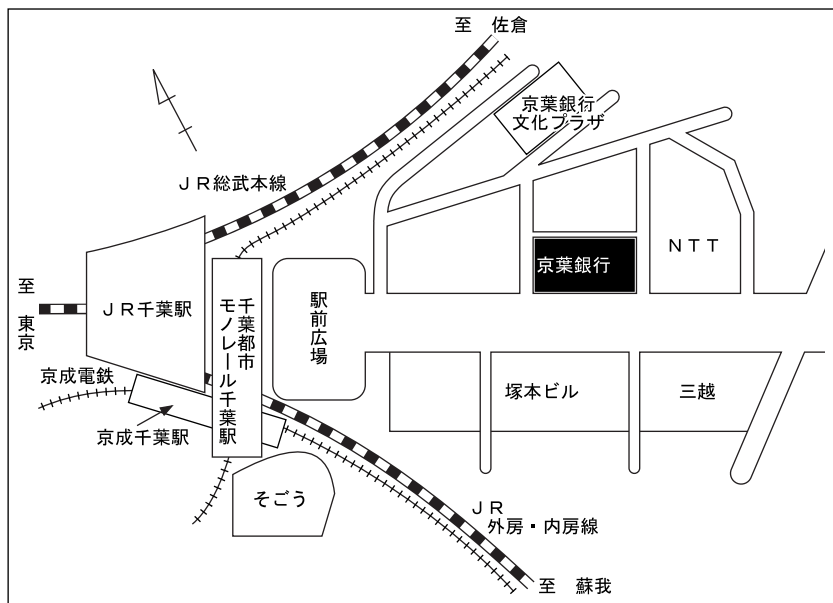 至 佐倉
京葉銀行
文化プラザ
ＪＲ総武本線
ＮＴＴ
京葉銀行
至 東京
ＪＲ千葉駅
千葉都市
モノレール千葉駅
駅前広場
京成電鉄
京成千葉駅
塚本ビル
三越
そごう
ＪＲ
外房・内房線
至 蘇我